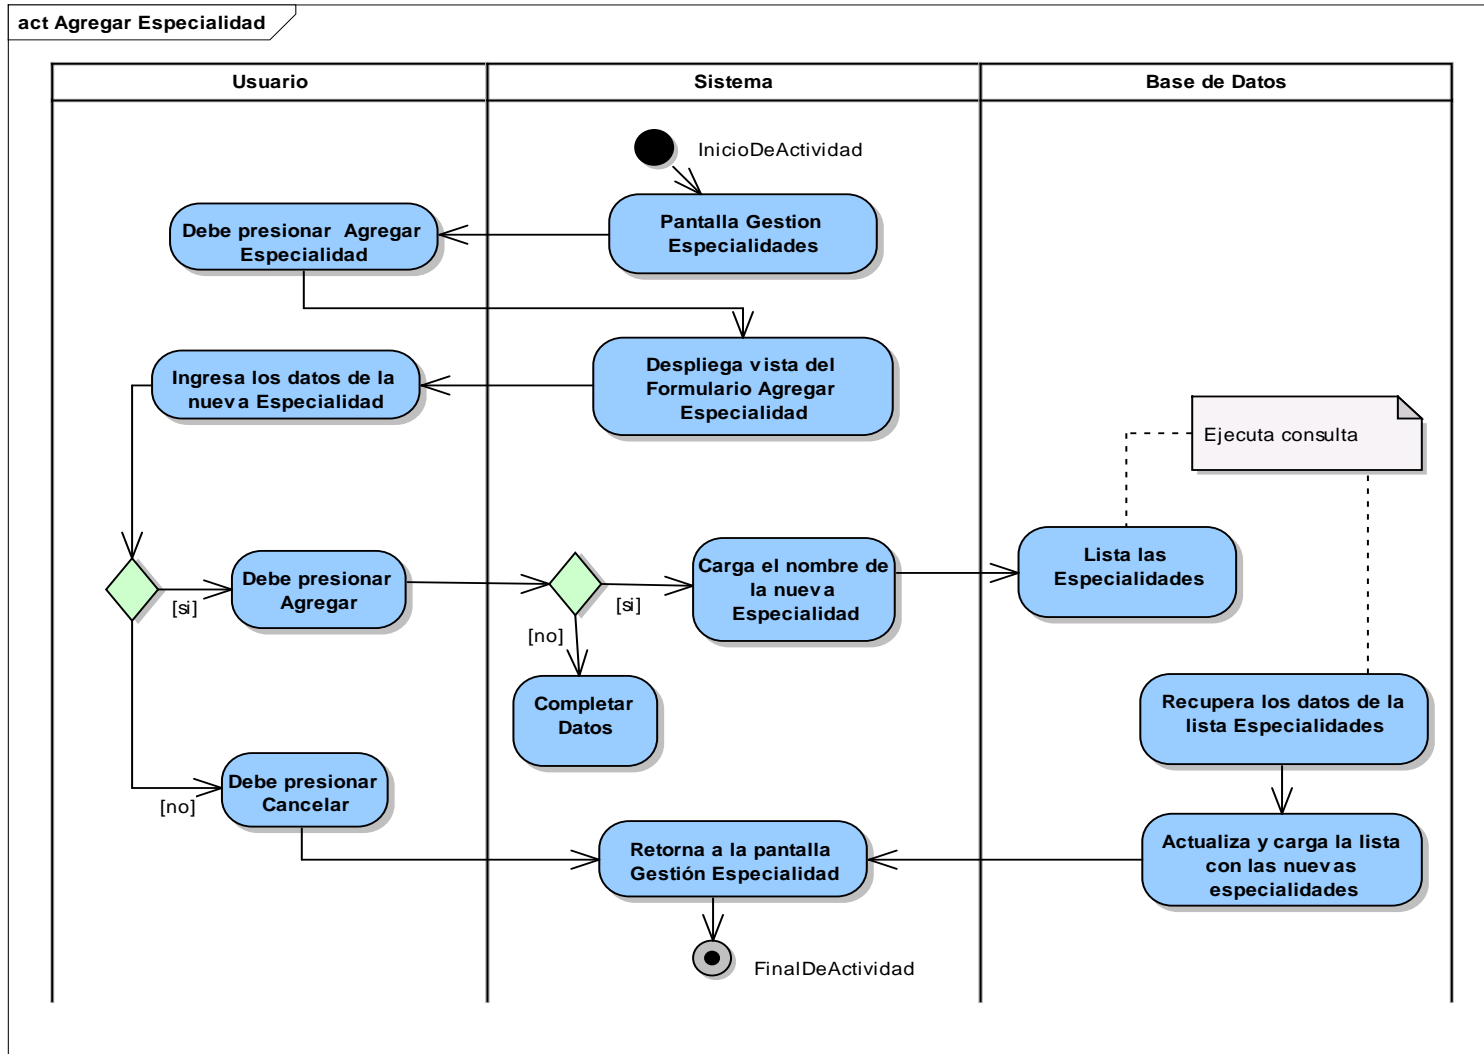 act Agregar Especialidad
Usuario
Sistema
Base de Datos
InicioDeActividad
Pantalla Gestion
Especialidades
Debe presionar Agregar
Especialidad
Despliega vista del
Formulario Agregar
Especialidad
Ingresa los datos de la
nueva Especialidad
Ejecuta consulta
[si]
Debe presionar
Agregar
[si]
[no]
Carga el nombre de
la nueva
Especialidad
Lista las
Especialidades
Completar
Datos
Recupera los datos de la
lista Especialidades
[no]
Debe presionar
Cancelar
Retorna a la pantalla
Gestión Especialidad
Actualiza y carga la lista
con las nuevas
especialidades
FinalDeActividad